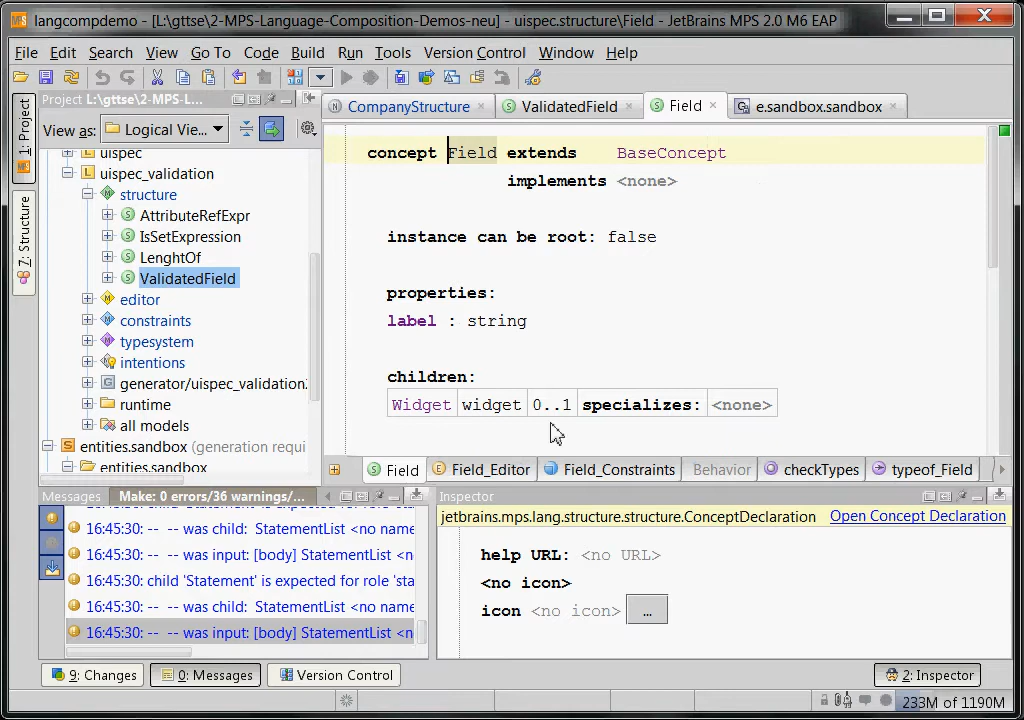 langcompdemo - [L:\gttse\2-MPS-Language-Composition-Demos-neu] - uispec.structure\Field - JetBrains MPS 2.0 M6 EAP
File Edit Search View Go To Code Build Run Tools Version Control Window Help
Project L:\gttse\2-MPS-L...
View as: Logical Vie...
1: Project
Z: Structure
uispec
uispec_validation
structure
AttributeRefExpr
IsSetExpression
LenghtOf
ValidatedField
editor
constraints
typesystem
intentions
generator/uispec_validation
runtime
all models
entities.sandbox (generation requi
entities.sandbox
CompanyStructure ValidatedField Field e.sandbox.sandbox
concept Field extends BaseConcept
implements <none>
instance can be root: false
properties:
label : string
children:
Widget widget 0..1 specializes: <none>
Field Field_Editor Field_Constraints Behavior checkTypes typeof_Field
Messages Make: 0 errors/36 warnings/...
16:45:30: -- -- was child: StatementList <no name
16:45:30: -- -- was input: [body] StatementList <n
16:45:30: child 'Statement' is expected for role 'sta
16:45:30: -- -- was child: StatementList <no name
16:45:30: -- -- was input: [body] StatementList <n
Inspector
jetbrains.mps.lang.structure.structure.ConceptDeclaration Open Concept Declaration
help URL: <no URL>
<no icon>
icon <no icon> ...
9: Changes 0: Messages Version Control 2: Inspector
233M of 1190M